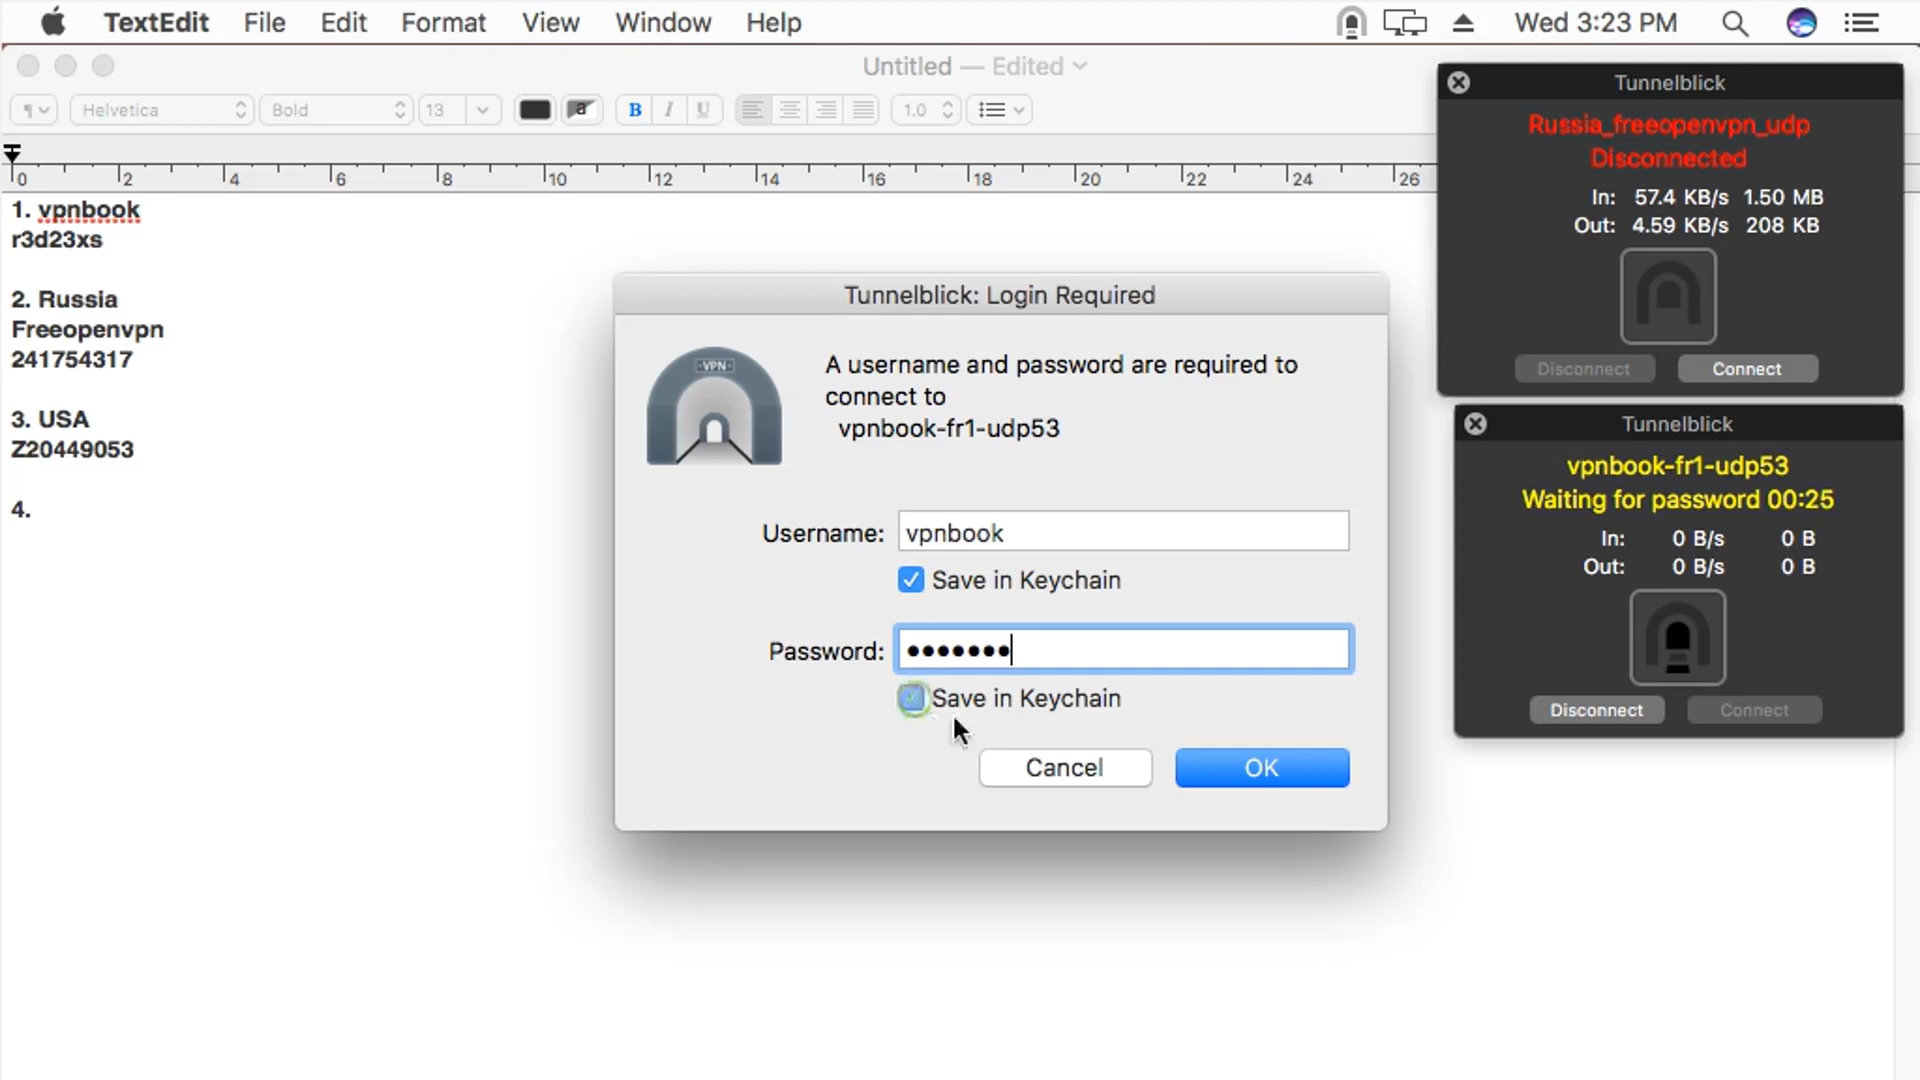 TextEdit File Edit Format View Window Help Wed 3:23 PM
Untitled — Edited
¶ Helvetica Bold 13 a B I U 1.0
0 2 4 6 8 10 12 14 16 18 20 22 24 26
1. vpnbook
r3d23xs
2. Russia
Freeopenvpn
241754317
3. USA
Z20449053
4.
Tunnelblick: Login Required
VPN
A username and password are required to
connect to
vpnbook-fr1-udp53
Username: vpnbook
Save in Keychain
Password: •••••••
Save in Keychain
Cancel OK
Tunnelblick
Russia_freeopenvpn_udp
Disconnected
In: 57.4 KB/s 1.50 MB
Out: 4.59 KB/s 208 KB
Disconnect Connect
Tunnelblick
vpnbook-fr1-udp53
Waiting for password 00:25
In: 0 B/s 0 B
Out: 0 B/s 0 B
Disconnect Connect